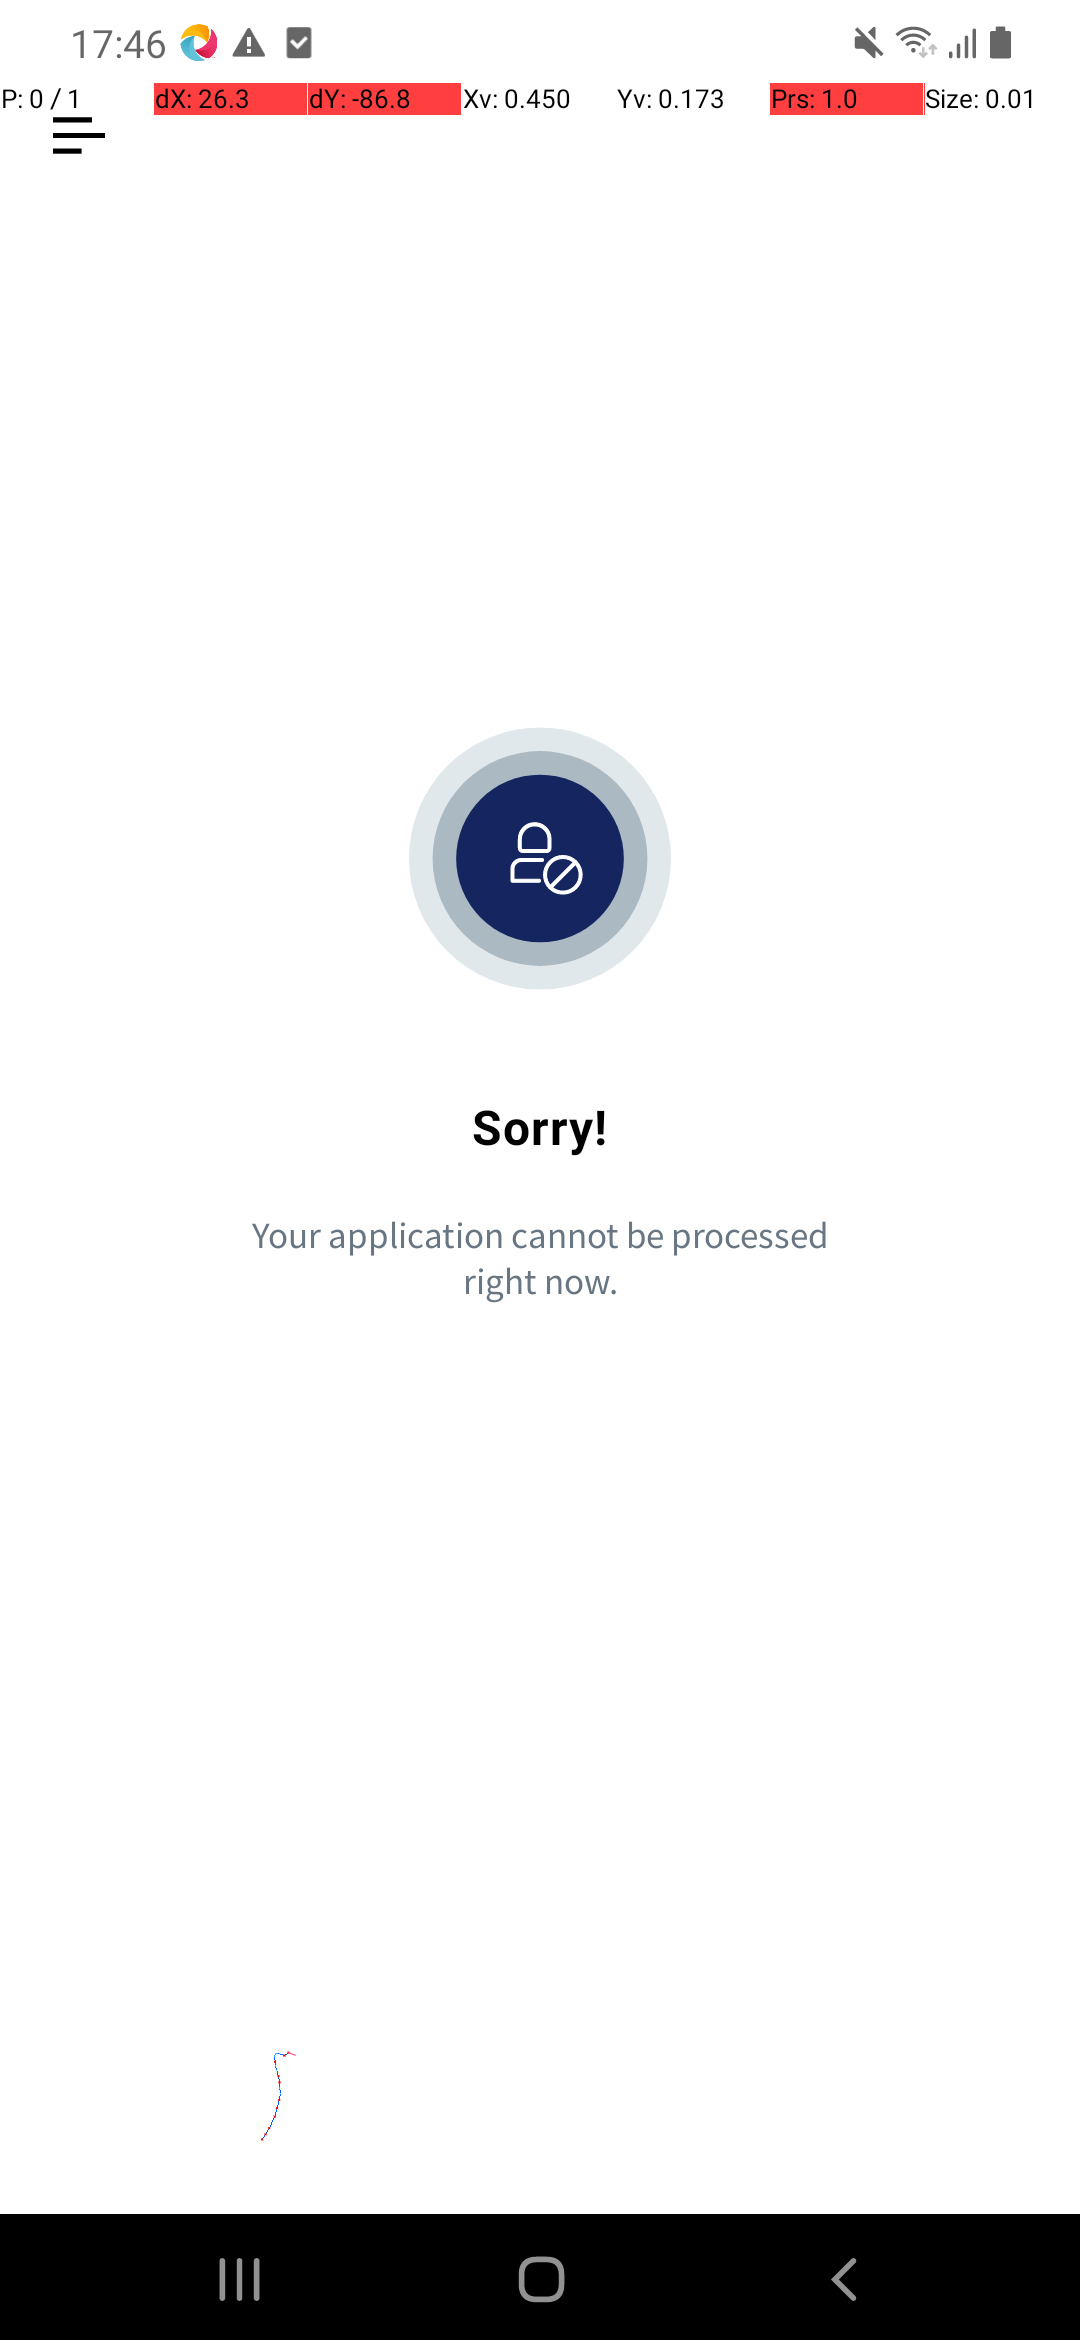 17:46
P: 0 / 1 dX: 26.3 dY: -86.8 Xv: 0.450 Yv: 0.173 Prs: 1.0 Size: 0.01
Sorry!
Your application cannot be processed
right now.